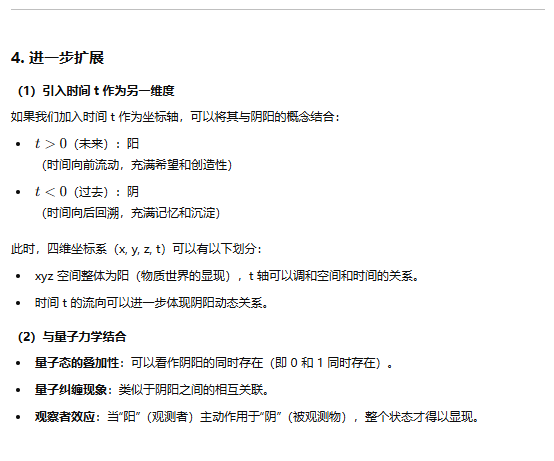 4. 进一步扩展
（1）引入时间 t 作为另一维度
如果我们加入时间 t 作为坐标轴，可以将其与阴阳的概念结合：
• t > 0（未来）：阳
（时间向前流动，充满希望和创造性）
• t < 0（过去）：阴
（时间向后回溯，充满记忆和沉淀）
此时，四维坐标系（x, y, z, t）可以有以下划分：
• xyz 空间整体为阳（物质世界的显现），t 轴可以调和空间和时间的关系。
• 时间 t 的流向可以进一步体现阴阳动态关系。
（2）与量子力学结合
• 量子态的叠加性：可以看作阴阳的同时存在（即 0 和 1 同时存在）。
• 量子纠缠现象：类似于阴阳之间的相互关联。
• 观察者效应：当“阳”（观测者）主动作用于“阴”（被观测物），整个状态才得以显现。